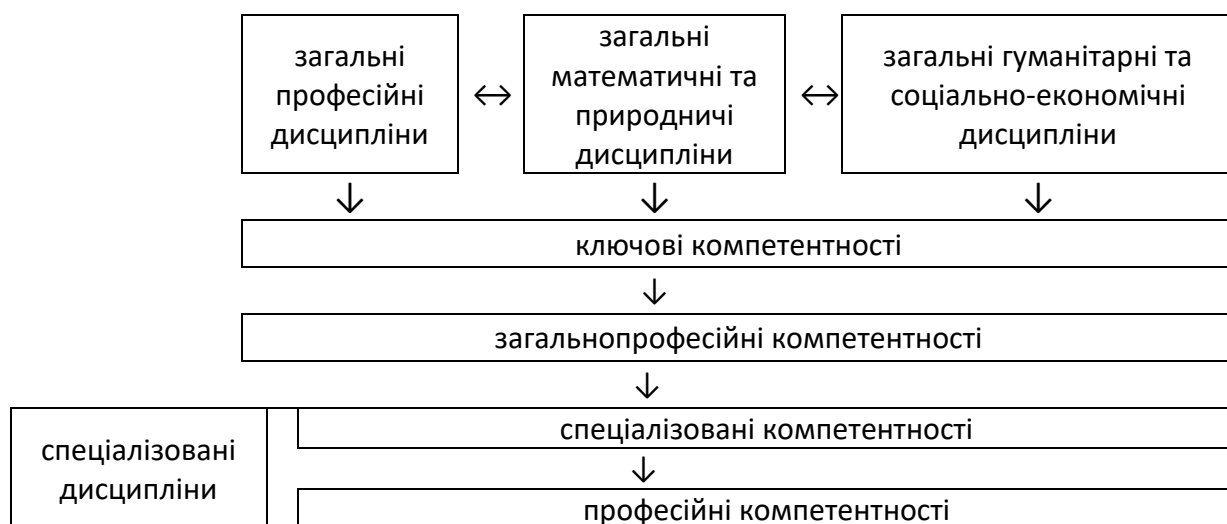 загальні
професійні
дисципліни
↔
загальні
математичні та
природничі
дисципліни
↔
загальні гуманітарні та
соціально-економічні
дисципліни
↓ ↓ ↓
ключові компетентності
↓
загальнопрофесійні компетентності
↓
спеціалізовані
дисципліни
спеціалізовані компетентності
↓
професійні компетентності